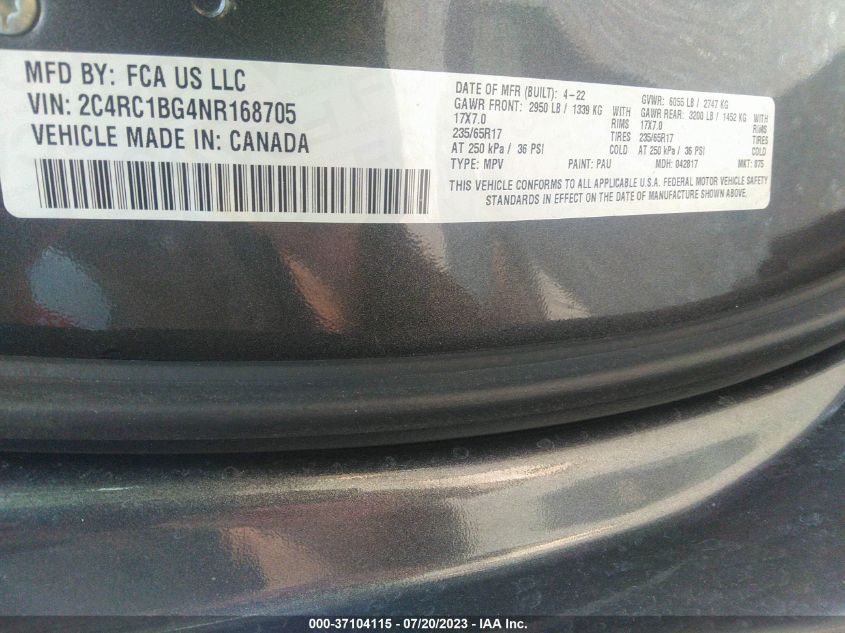 MFD BY: FCA US LLC
VIN: 2C4RC1BG4NR168705
VEHICLE MADE IN: CANADA
DATE OF MFR (BUILT): 4-22 GVWR: 6055 LB / 2747 KG
GAWR FRONT: 2950 LB / 1339 KG WITH GAWR REAR: 3200 LB / 1452 KG WITH
17X7.0 RIMS 17X7.0 RIMS
235/65R17 TIRES 235/65R17 TIRES
AT 250 kPa / 36 PSI COLD AT 250 kPa / 36 PSI COLD
TYPE: MPV PAINT: PAU MDH: 042817 MKT: 875
THIS VEHICLE CONFORMS TO ALL APPLICABLE U.S.A. FEDERAL MOTOR VEHICLE SAFETY
STANDARDS IN EFFECT ON THE DATE OF MANUFACTURE SHOWN ABOVE.
000-37104115 - 07/20/2023 - IAA Inc.